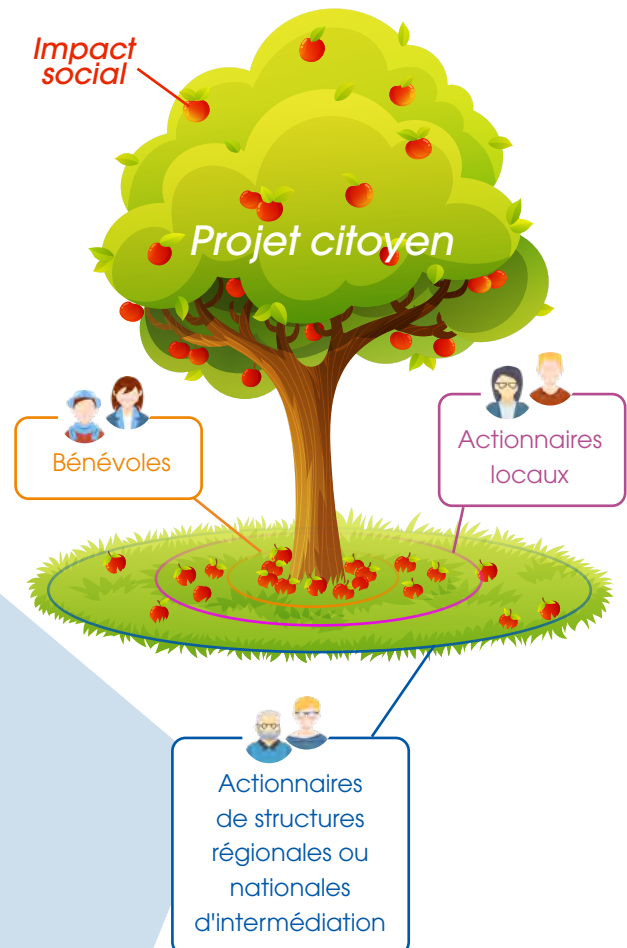 Impact
social
Projet citoyen
Bénévoles
Actionnaires
locaux
Actionnaires
de structures
régionales ou
nationales
d'intermédiation